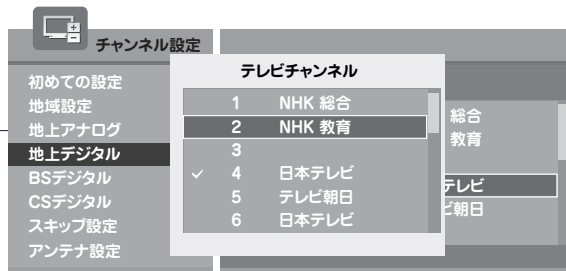 チャンネル設定
初めての設定
地域設定
地上アナログ
地上デジタル
BSデジタル
CSデジタル
スキップ設定
アンテナ設定
テレビチャンネル
1 NHK 総合
2 NHK 教育
3
4 日本テレビ
5 テレビ朝日
6 日本テレビ
総合
教育
テレビ
ビ朝日